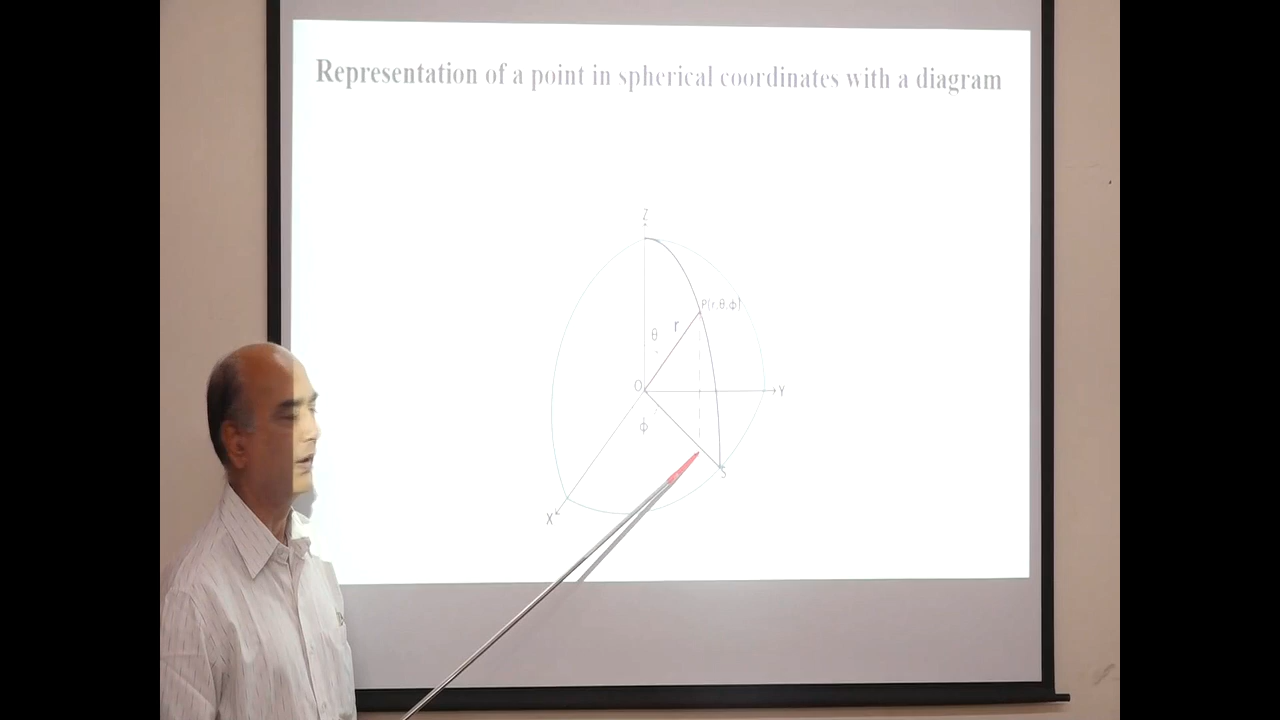 Representation of a point in spherical coordinates with a diagram
Z
P(r,θ,ϕ)
r
θ
O
Y
ϕ
S
X